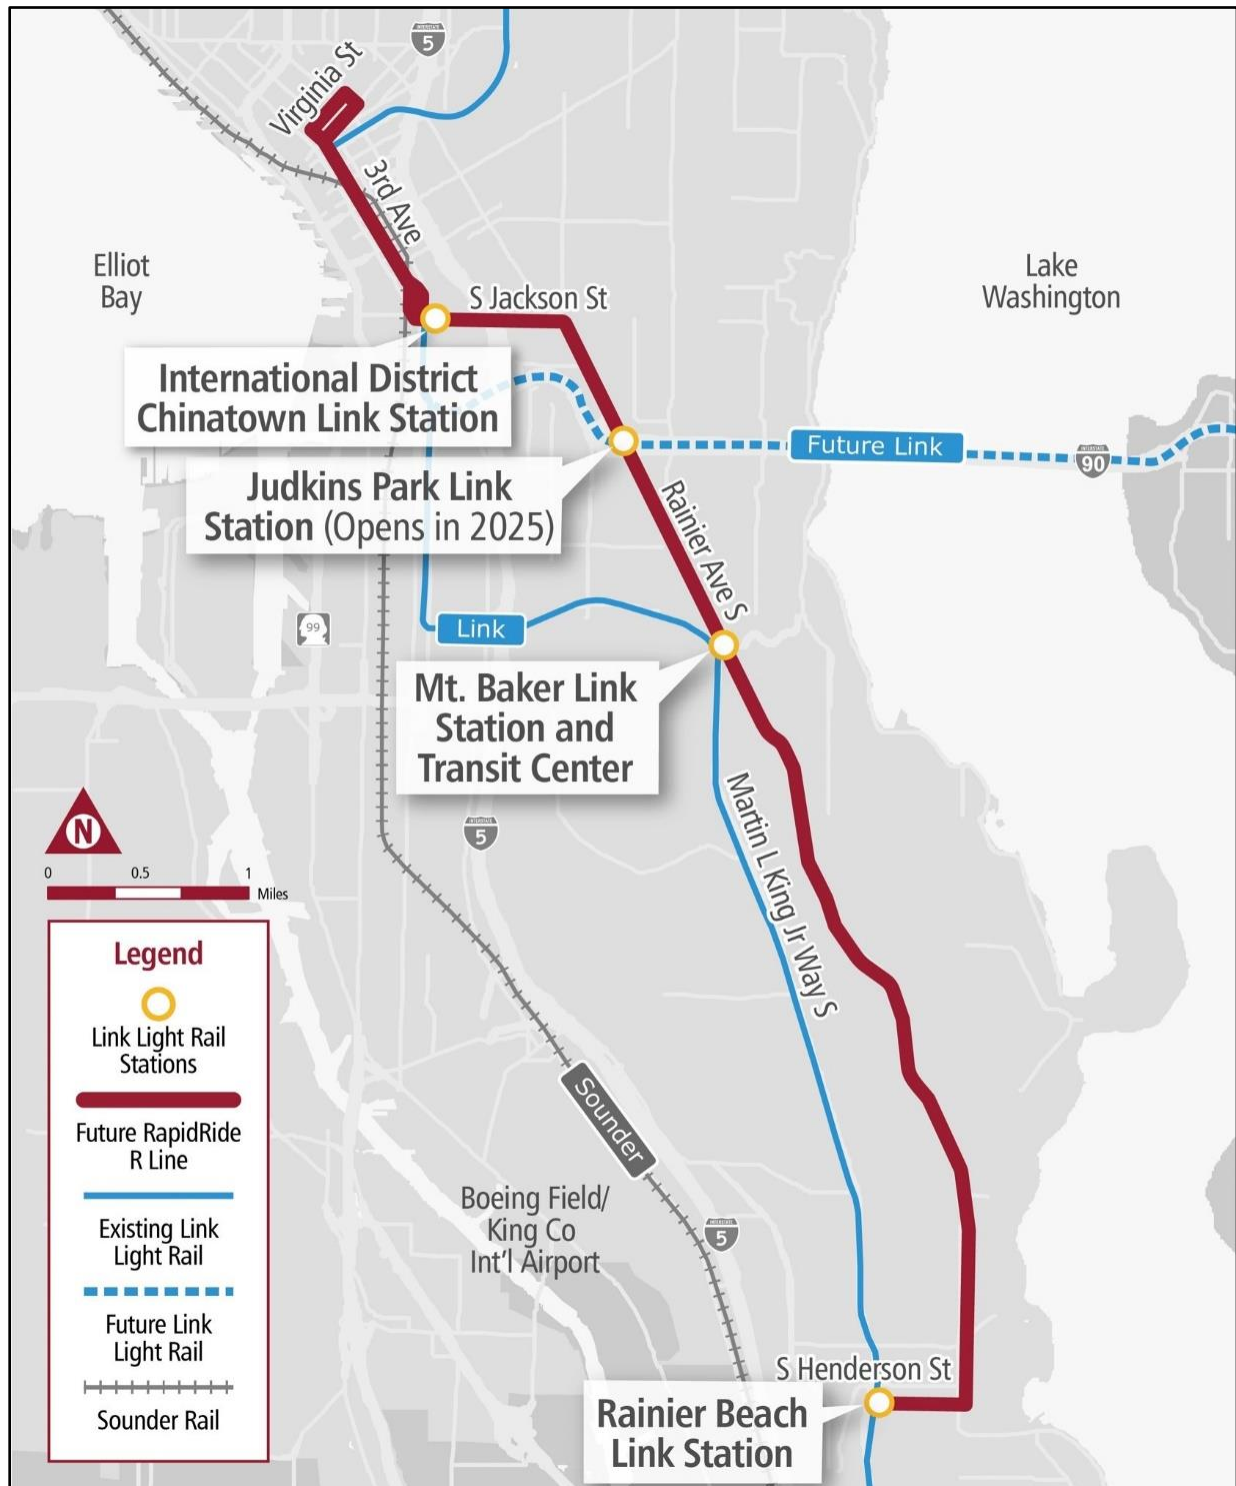 5
Virginia St
3rd Ave
Elliot
Bay
Lake
Washington
S Jackson St
International District
Chinatown Link Station
Future Link
90
Judkins Park Link
Station (Opens in 2025)
Rainier Ave S
99
Link
Mt. Baker Link
Station and
Transit Center
Martin L King Jr Way S
N
5
0 0.5 1
Miles
Legend
Link Light Rail
Stations
Future RapidRide
R Line
Existing Link
Light Rail
Future Link
Light Rail
Sounder Rail
Sounder
Boeing Field/
King Co
Int'l Airport
5
S Henderson St
Rainier Beach
Link Station